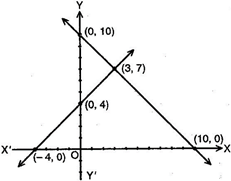 Y
(0, 10)
(3, 7)
(0, 4)
(10, 0)
X'
(−4, 0)
O
X
Y'